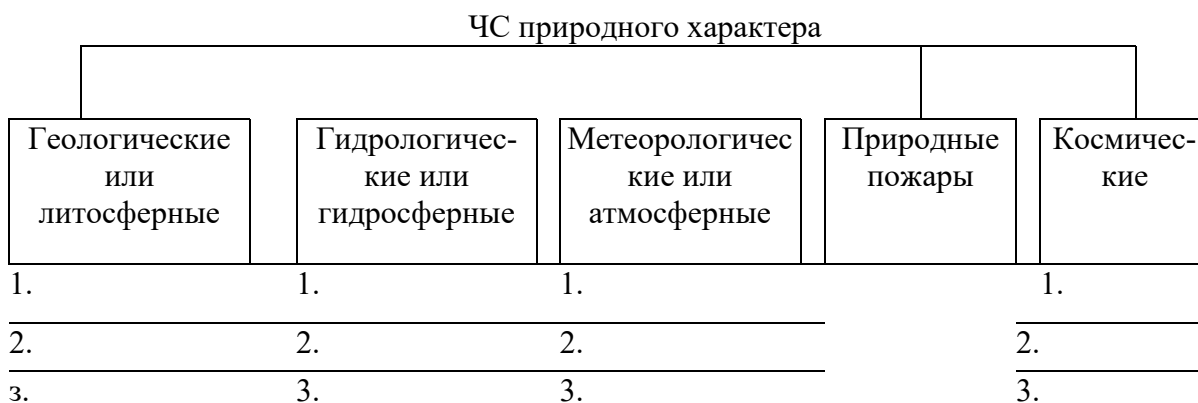 ЧС природного характера
Геологические
или
литосферные
Гидрологичес-
кие или
гидросферные
Метеорологичес
кие или
атмосферные
Природные
пожары
Космичес-
кие
1. 1. 1. 1.
2. 2. 2. 2.
з. 3. 3. 3.